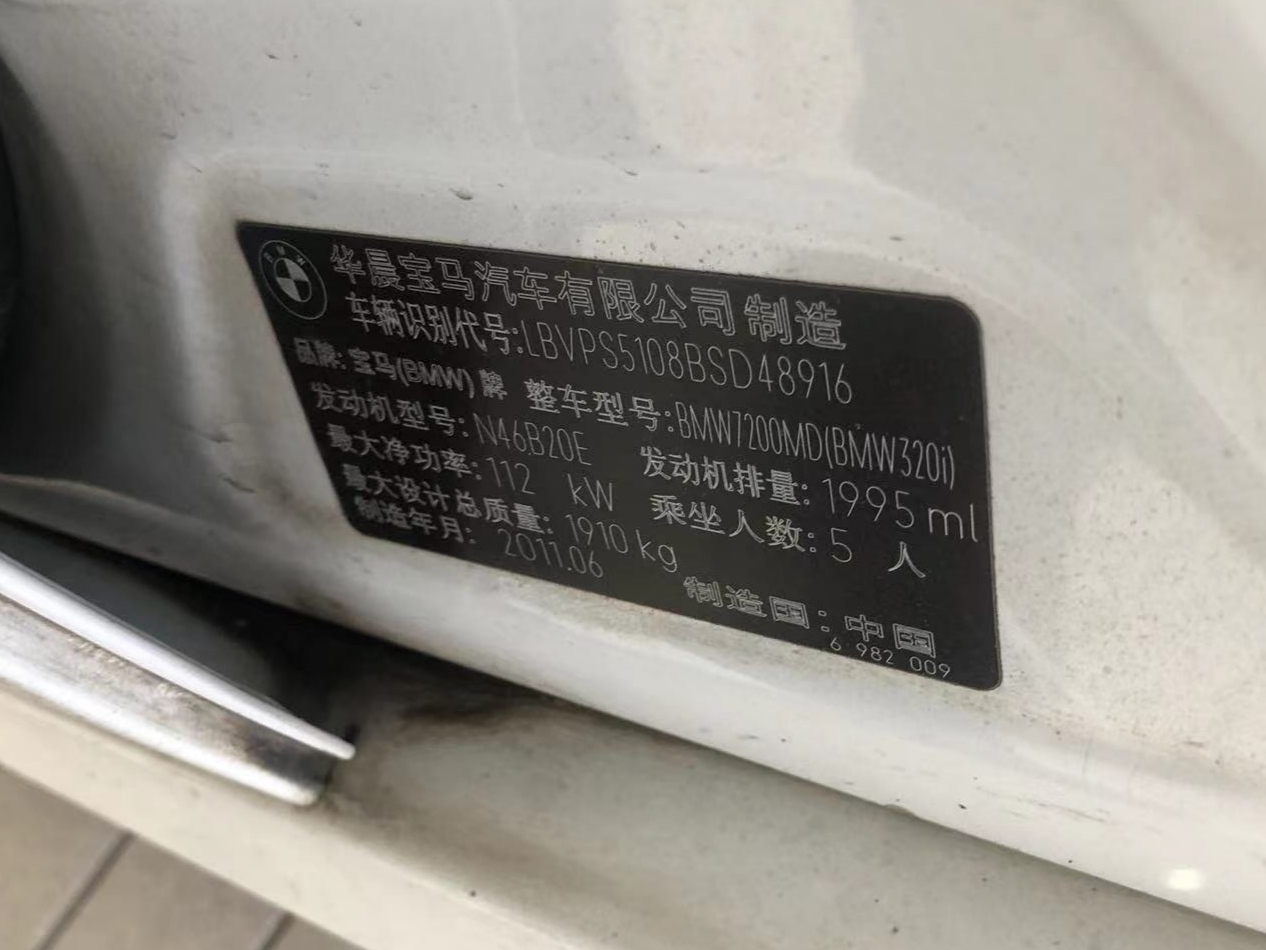 BMW
华晨宝马汽车有限公司 制造
车辆识别代号:LBVPS5108BSD48916
品牌:宝马(BMW)牌 整车型号:BMW7200MD(BMW320i)
发动机型号:N46B20E 发动机排量:1995ml
最大净功率:112 kW 乘坐人数:5 人
最大设计总质量:1910kg
制造年月: 2011.06
制造国:中国
6 982 009